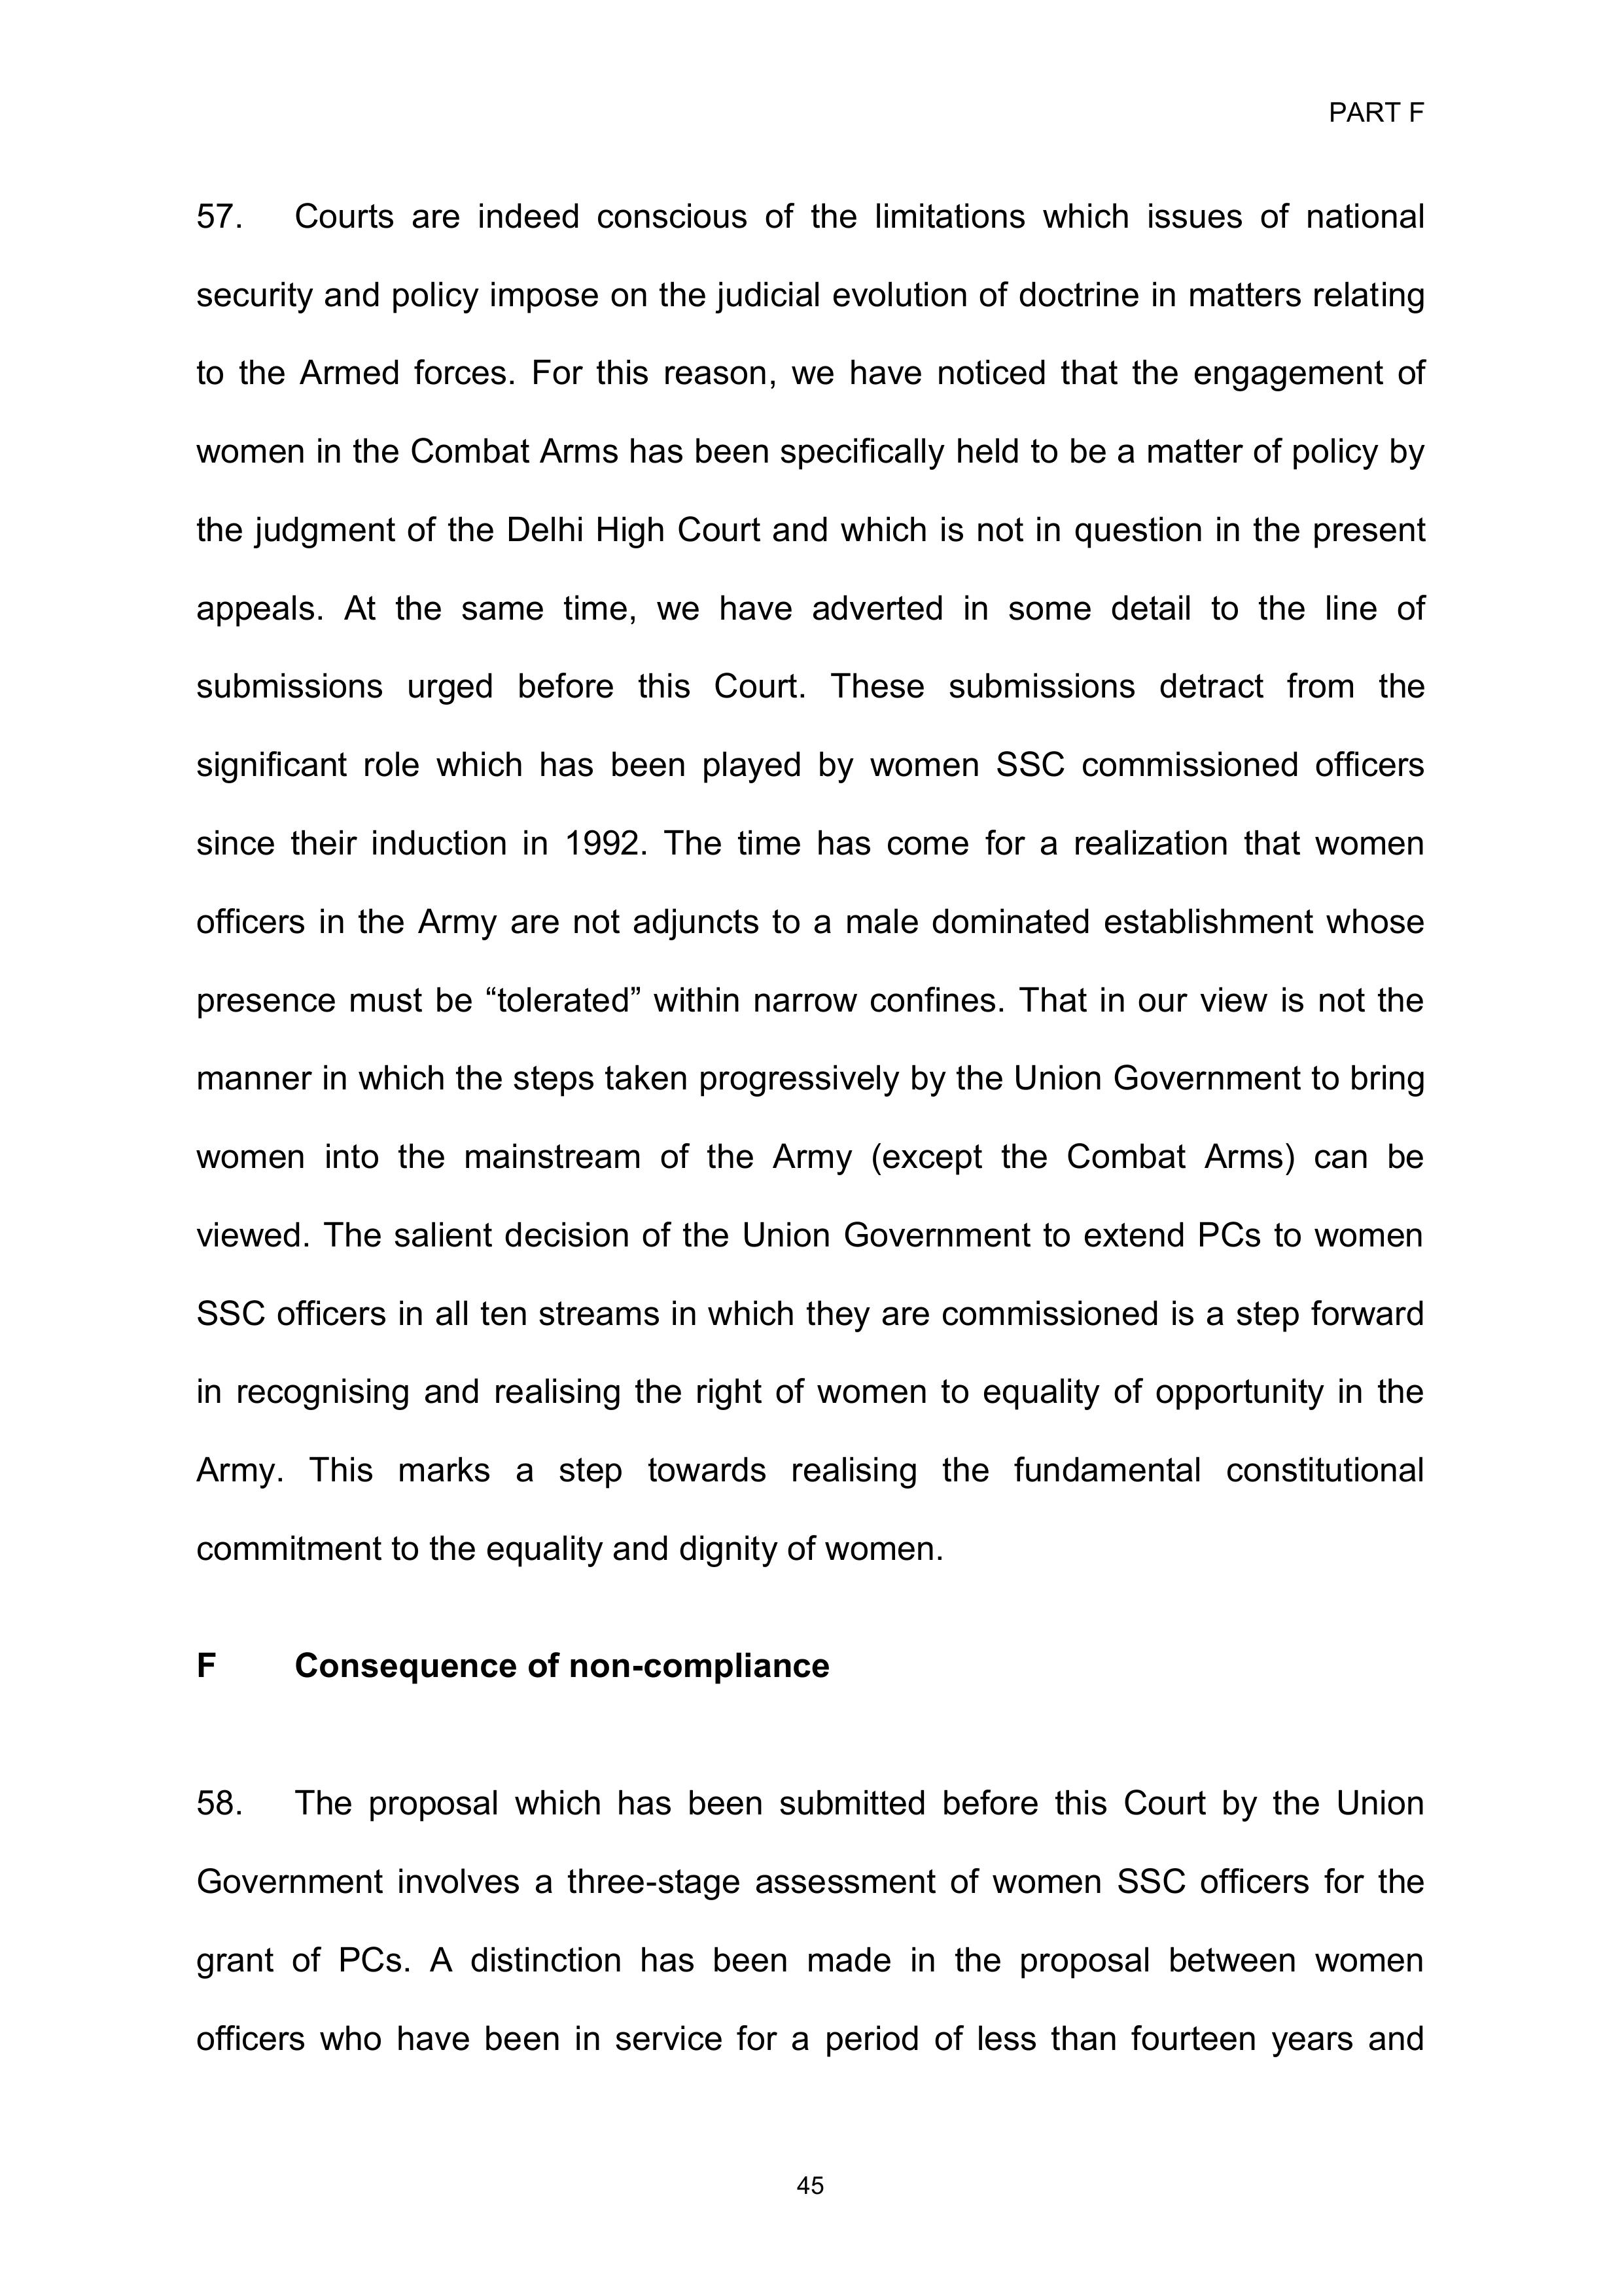 PART F
57. Courts are indeed conscious of the limitations which issues of national
security and policy impose on the judicial evolution of doctrine in matters relating
to the Armed forces. For this reason, we have noticed that the engagement of
women in the Combat Arms has been specifically held to be a matter of policy by
the judgment of the Delhi High Court and which is not in question in the present
appeals. At the same time, we have adverted in some detail to the line of
submissions urged before this Court. These submissions detract from the
significant role which has been played by women SSC commissioned officers
since their induction in 1992. The time has come for a realization that women
officers in the Army are not adjuncts to a male dominated establishment whose
presence must be “tolerated” within narrow confines. That in our view is not the
manner in which the steps taken progressively by the Union Government to bring
women into the mainstream of the Army (except the Combat Arms) can be
viewed. The salient decision of the Union Government to extend PCs to women
SSC officers in all ten streams in which they are commissioned is a step forward
in recognising and realising the right of women to equality of opportunity in the
Army. This marks a step towards realising the fundamental constitutional
commitment to the equality and dignity of women.
F Consequence of non-compliance
58. The proposal which has been submitted before this Court by the Union
Government involves a three-stage assessment of women SSC officers for the
grant of PCs. A distinction has been made in the proposal between women
officers who have been in service for a period of less than fourteen years and
45